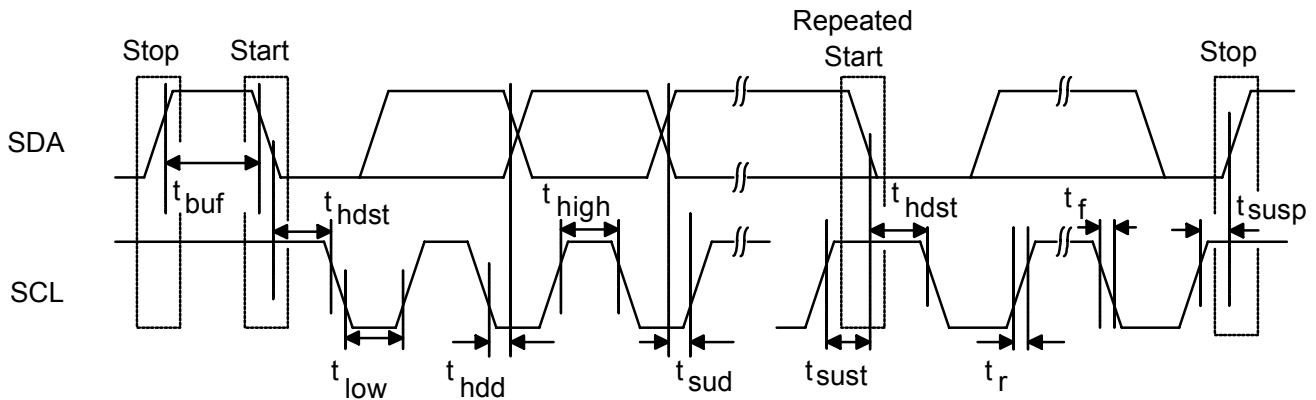 Repeated
Stop Start Start Stop
SDA
t buf t hdst t high t hdst t f t susp
SCL
t low t hdd t sud t sust t r